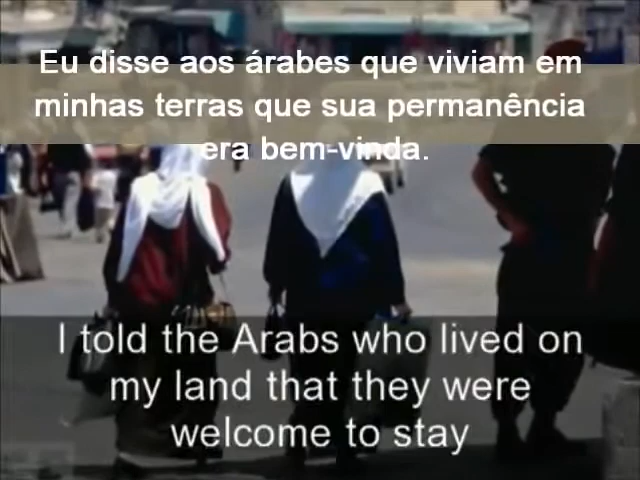 Eu disse aos árabes que viviam em
minhas terras que sua permanência
era bem-vinda.
I told the Arabs who lived on
my land that they were
welcome to stay